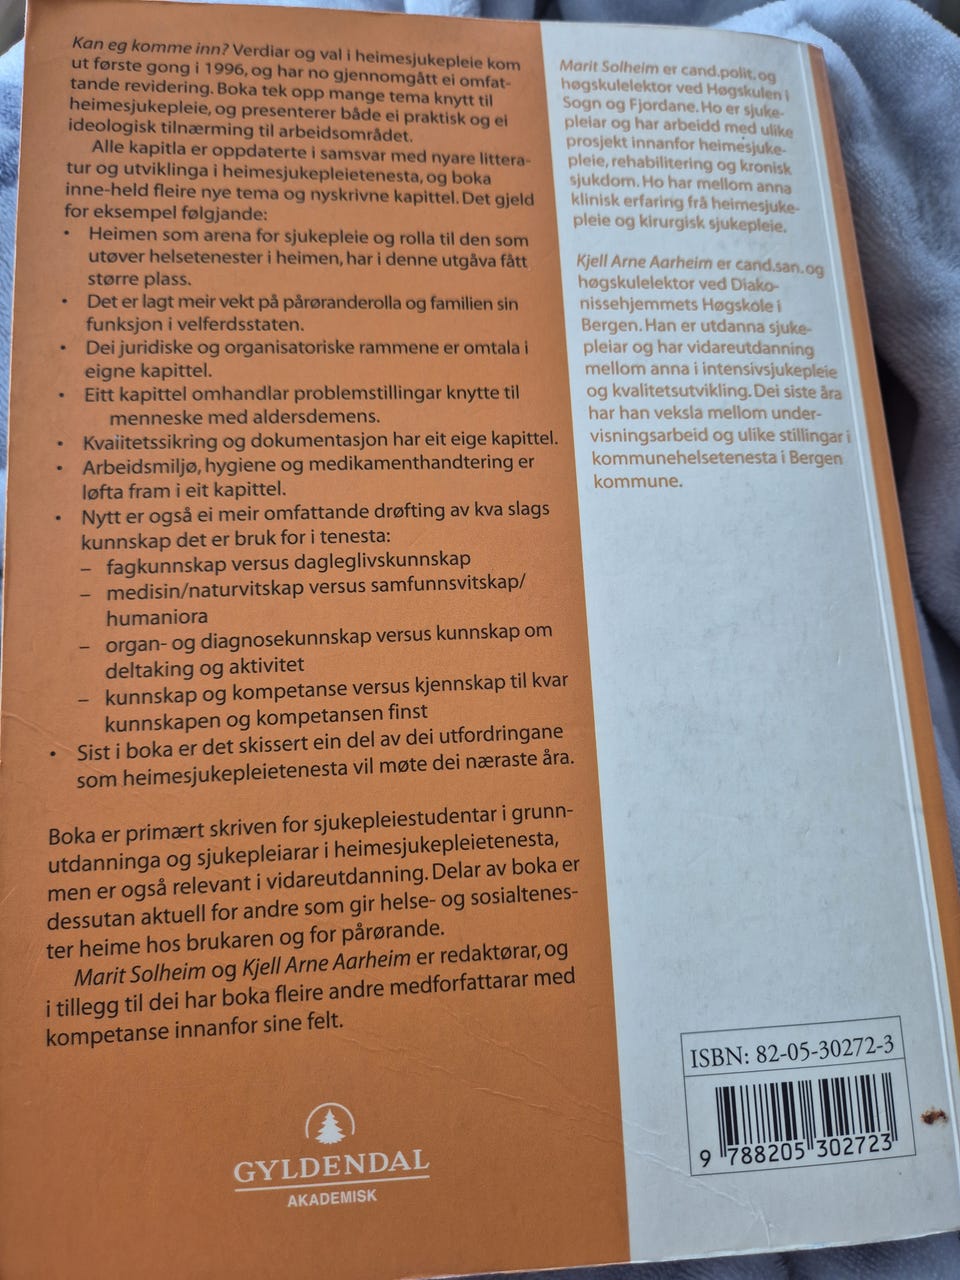 Kan eg komme inn? Verdiar og val i heimesjukepleie kom
ut første gong i 1996, og har no gjennomgått ei omfat-
tande revidering. Boka tek opp mange tema knytt til
heimesjukepleie, og presenterer både ei praktisk og ei
ideologisk tilnærming til arbeidsområdet.
Alle kapitla er oppdaterte i samsvar med nyare littera-
tur og utviklinga i heimesjukepleietenesta, og boka
inne-held fleire nye tema og nyskrivne kapittel. Det gjeld
for eksempel følgjande:
• Heimen som arena for sjukepleie og rolla til den som
utøver helsetenester i heimen, har i denne utgåva fått
større plass.
• Det er lagt meir vekt på pårøranderolla og familien sin
funksjon i velferdsstaten.
• Dei juridiske og organisatoriske rammene er omtala i
eigne kapittel.
• Eitt kapittel omhandlar problemstillingar knytte til
menneske med aldersdemens.
• Kvaiitetssikring og dokumentasjon har eit eige kapittel.
• Arbeidsmiljø, hygiene og medikamenthandtering er
løfta fram i eit kapittel.
• Nytt er også ei meir omfattande drøfting av kva slags
kunnskap det er bruk for i tenesta:
– fagkunnskap versus dagleglivskunnskap
– medisin/naturvitskap versus samfunnsvitskap/
humaniora
– organ- og diagnosekunnskap versus kunnskap om
deltaking og aktivitet
– kunnskap og kompetanse versus kjennskap til kvar
kunnskapen og kompetansen finst
• Sist i boka er det skissert ein del av dei utfordringane
som heimesjukepleietenesta vil møte dei næraste åra.
Boka er primært skriven for sjukepleiestudentar i grunn-
utdanninga og sjukepleiarar i heimesjukepleietenesta,
men er også relevant i vidareutdanning. Delar av boka er
dessutan aktuell for andre som gir helse- og sosialtenes-
ter heime hos brukaren og for pårørande.
Marit Solheim og Kjell Arne Aarheim er redaktørar, og
i tillegg til dei har boka fleire andre medforfattarar med
kompetanse innanfor sine felt.
GYLDENDAL
AKADEMISK
Marit Solheim er cand.polit. og
høgskulelektor ved Høgskulen i
Sogn og Fjordane. Ho er sjuke-
pleiar og har arbeidd med ulike
prosjekt innanfor heimesjuke-
pleie, rehabilitering og kronisk
sjukdom. Ho har mellom anna
klinisk erfaring frå heimesjuke-
pleie og kirurgisk sjukepleie.
Kjell Arne Aarheim er cand.san. og
høgskulelektor ved Diako-
nissehjemmets Høgskole i
Bergen. Han er utdanna sjuke-
pleiar og har vidareutdanning
mellom anna i intensivsjukepleie
og kvalitetsutvikling. Dei siste åra
har han veksla mellom under-
visningsarbeid og ulike stillingar i
kommunehelsetenesta i Bergen
kommune.
ISBN: 82-05-30272-3
9 788205 302723